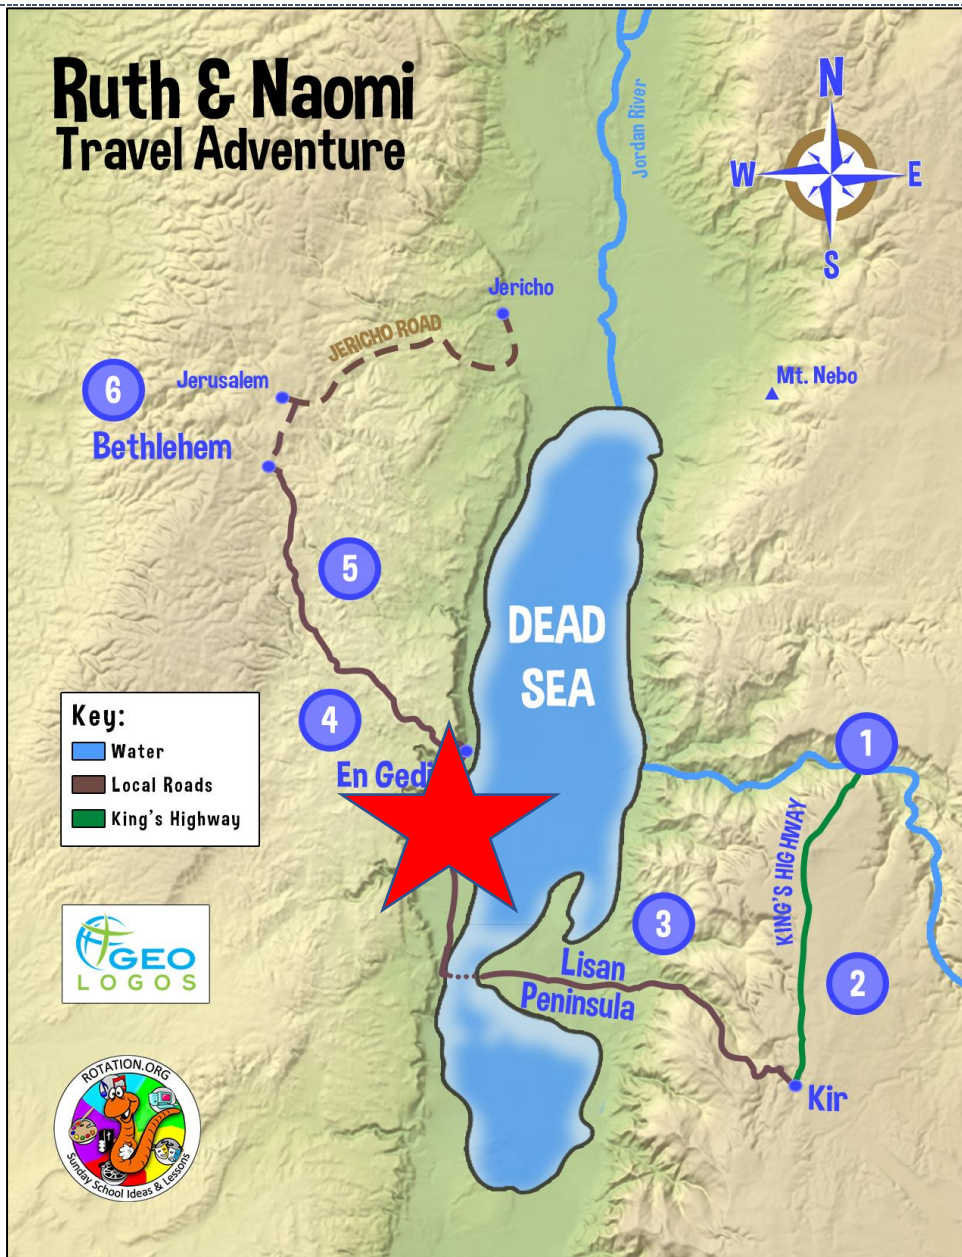 Ruth & Naomi
Travel Adventure
N
W
E
S
Jordan River
Jericho
JERICHO ROAD
Mt. Nebo
6
Jerusalem
Bethlehem
5
DEAD
SEA
4
En Gedi
1
KING'S HIGHWAY
Key:
Water
Local Roads
King's Highway
3
2
Lisan
Peninsula
Kir
GEO
LOGOS
ROTATION.ORG
Sunday School Ideas & Lessons